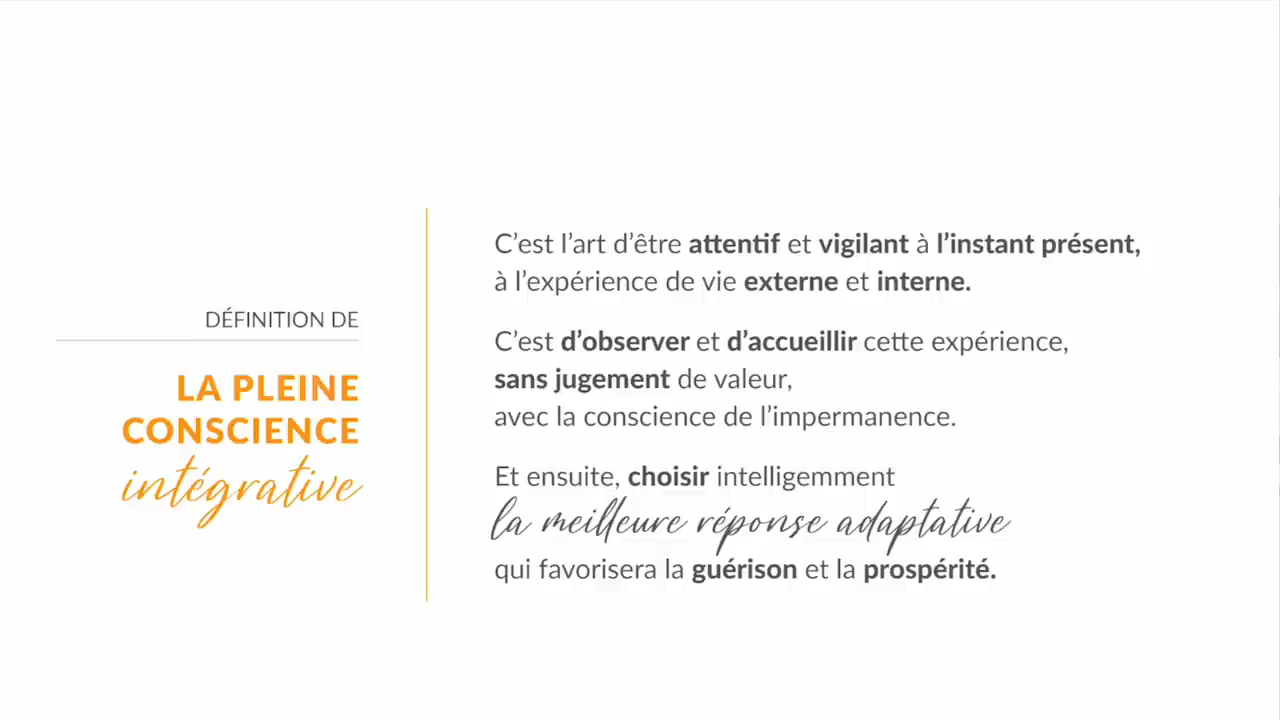 DÉFINITION DE
LA PLEINE
CONSCIENCE
intégrative
C’est l’art d’être attentif et vigilant à l’instant présent,
à l’expérience de vie externe et interne.
C’est d’observer et d’accueillir cette expérience,
sans jugement de valeur,
avec la conscience de l’impermanence.
Et ensuite, choisir intelligemment
la meilleure réponse adaptative
qui favorisera la guérison et la prospérité.